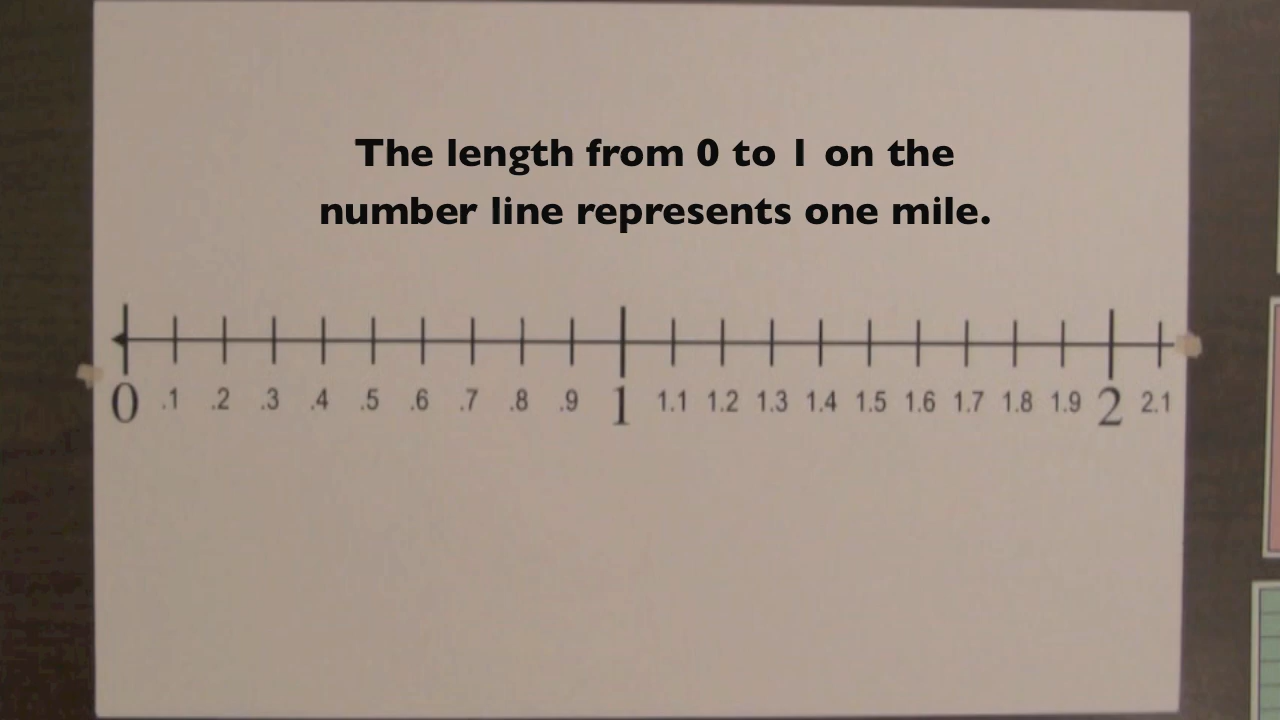 The length from 0 to 1 on the
number line represents one mile.
0 .1 .2 .3 .4 .5 .6 .7 .8 .9 1 1.1 1.2 1.3 1.4 1.5 1.6 1.7 1.8 1.9 2 2.1